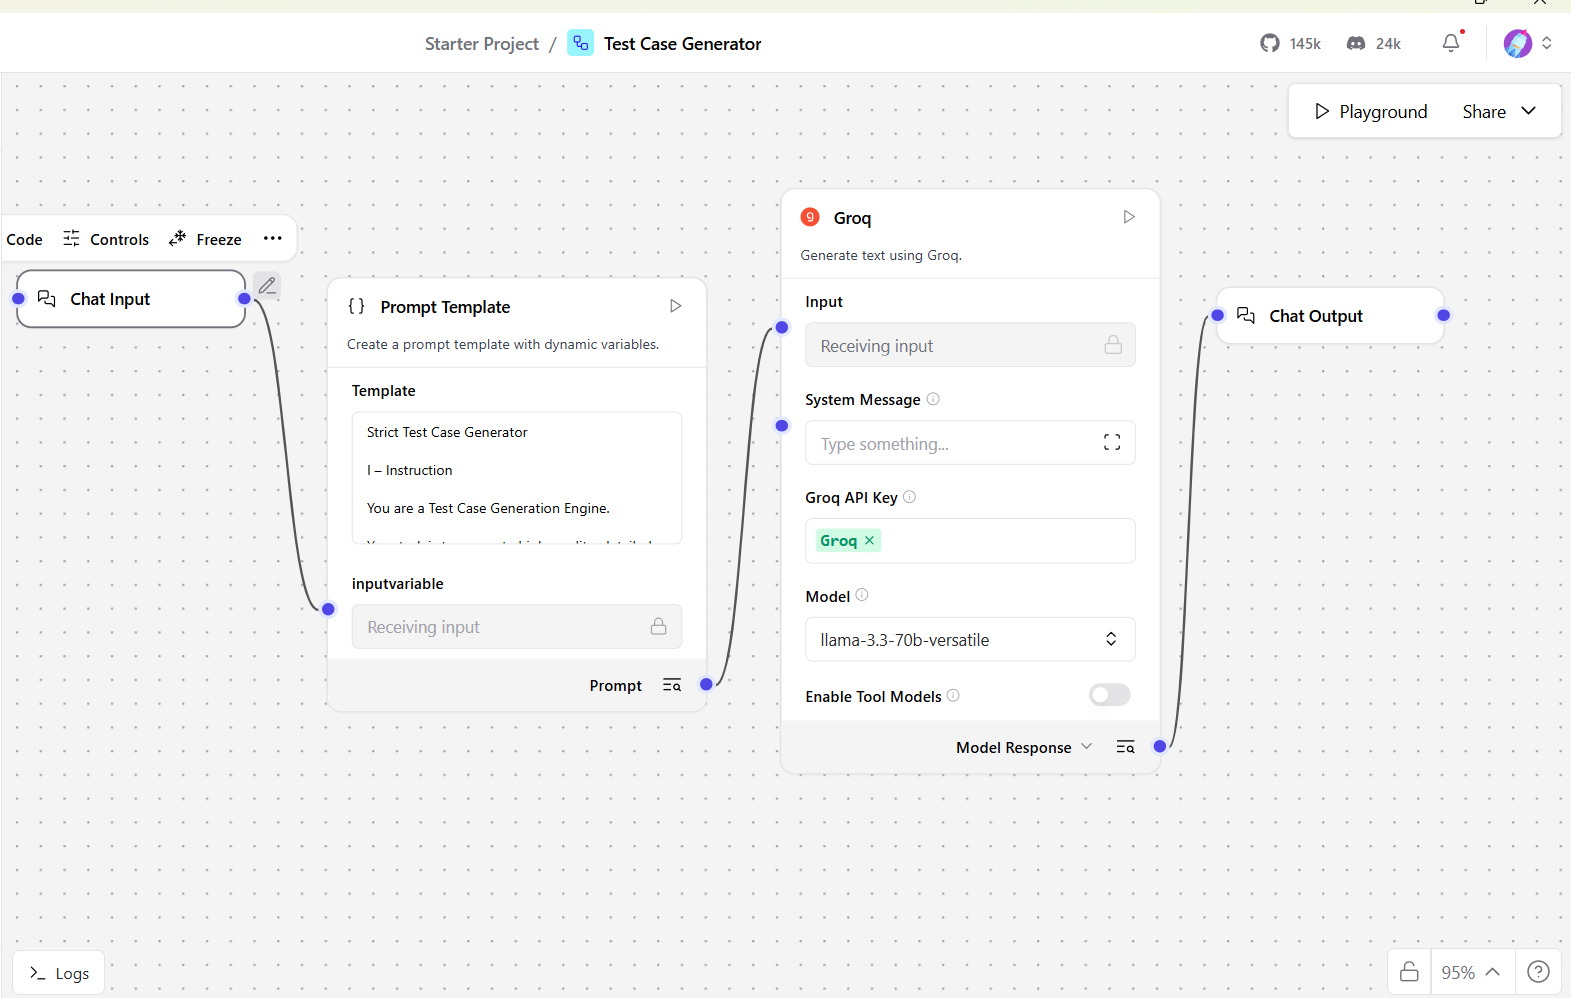 Starter Project / Test Case Generator
145k
24k
Playground
Share
Code
Controls
Freeze
Chat Input
Prompt Template
Create a prompt template with dynamic variables.
Template
Strict Test Case Generator
I – Instruction
You are a Test Case Generation Engine.
inputvariable
Receiving input
Prompt
Groq
Generate text using Groq.
Input
Receiving input
System Message
Type something...
Groq API Key
Groq
Model
llama-3.3-70b-versatile
Enable Tool Models
Model Response
Chat Output
Logs
95%